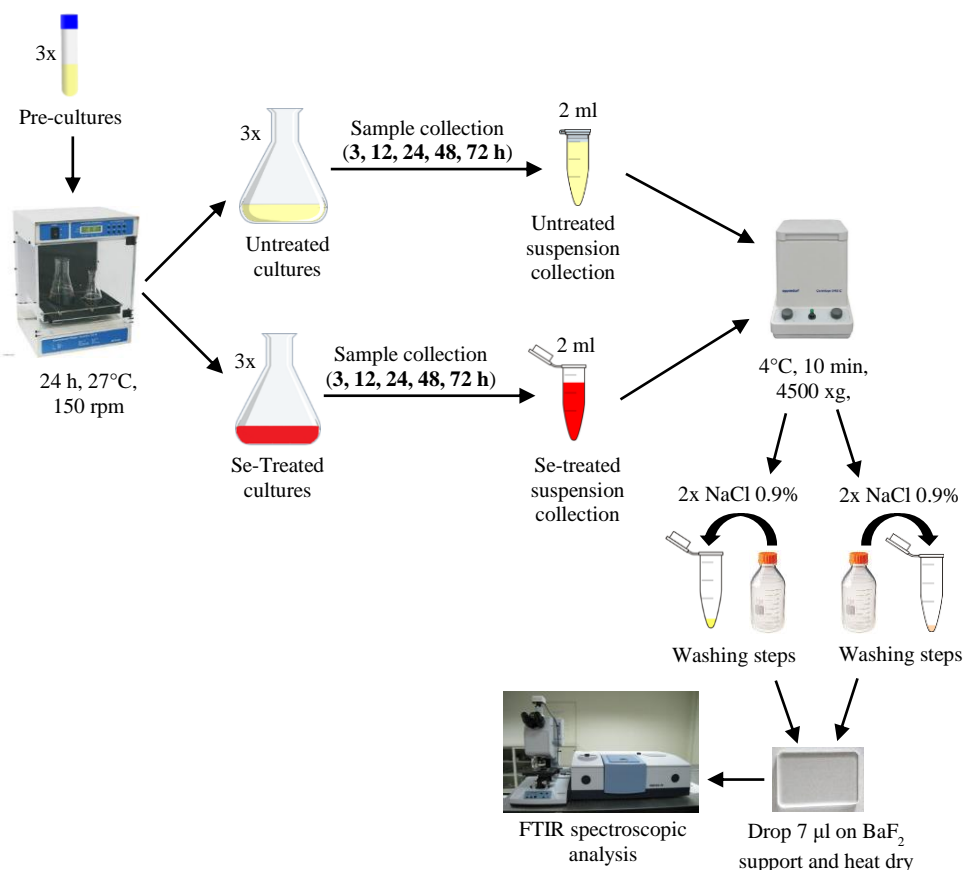 3x
Pre-cultures
24 h, 27°C,
150 rpm
3x
Untreated
cultures
Sample collection
(3, 12, 24, 48, 72 h)
2 ml
Untreated
suspension
collection
3x
Se-Treated
cultures
Sample collection
(3, 12, 24, 48, 72 h)
2 ml
Se-treated
suspension
collection
4°C, 10 min,
4500 xg,
2x NaCl 0.9%
2x NaCl 0.9%
Washing steps
Washing steps
Drop 7 µl on BaF2
support and heat dry
FTIR spectroscopic
analysis